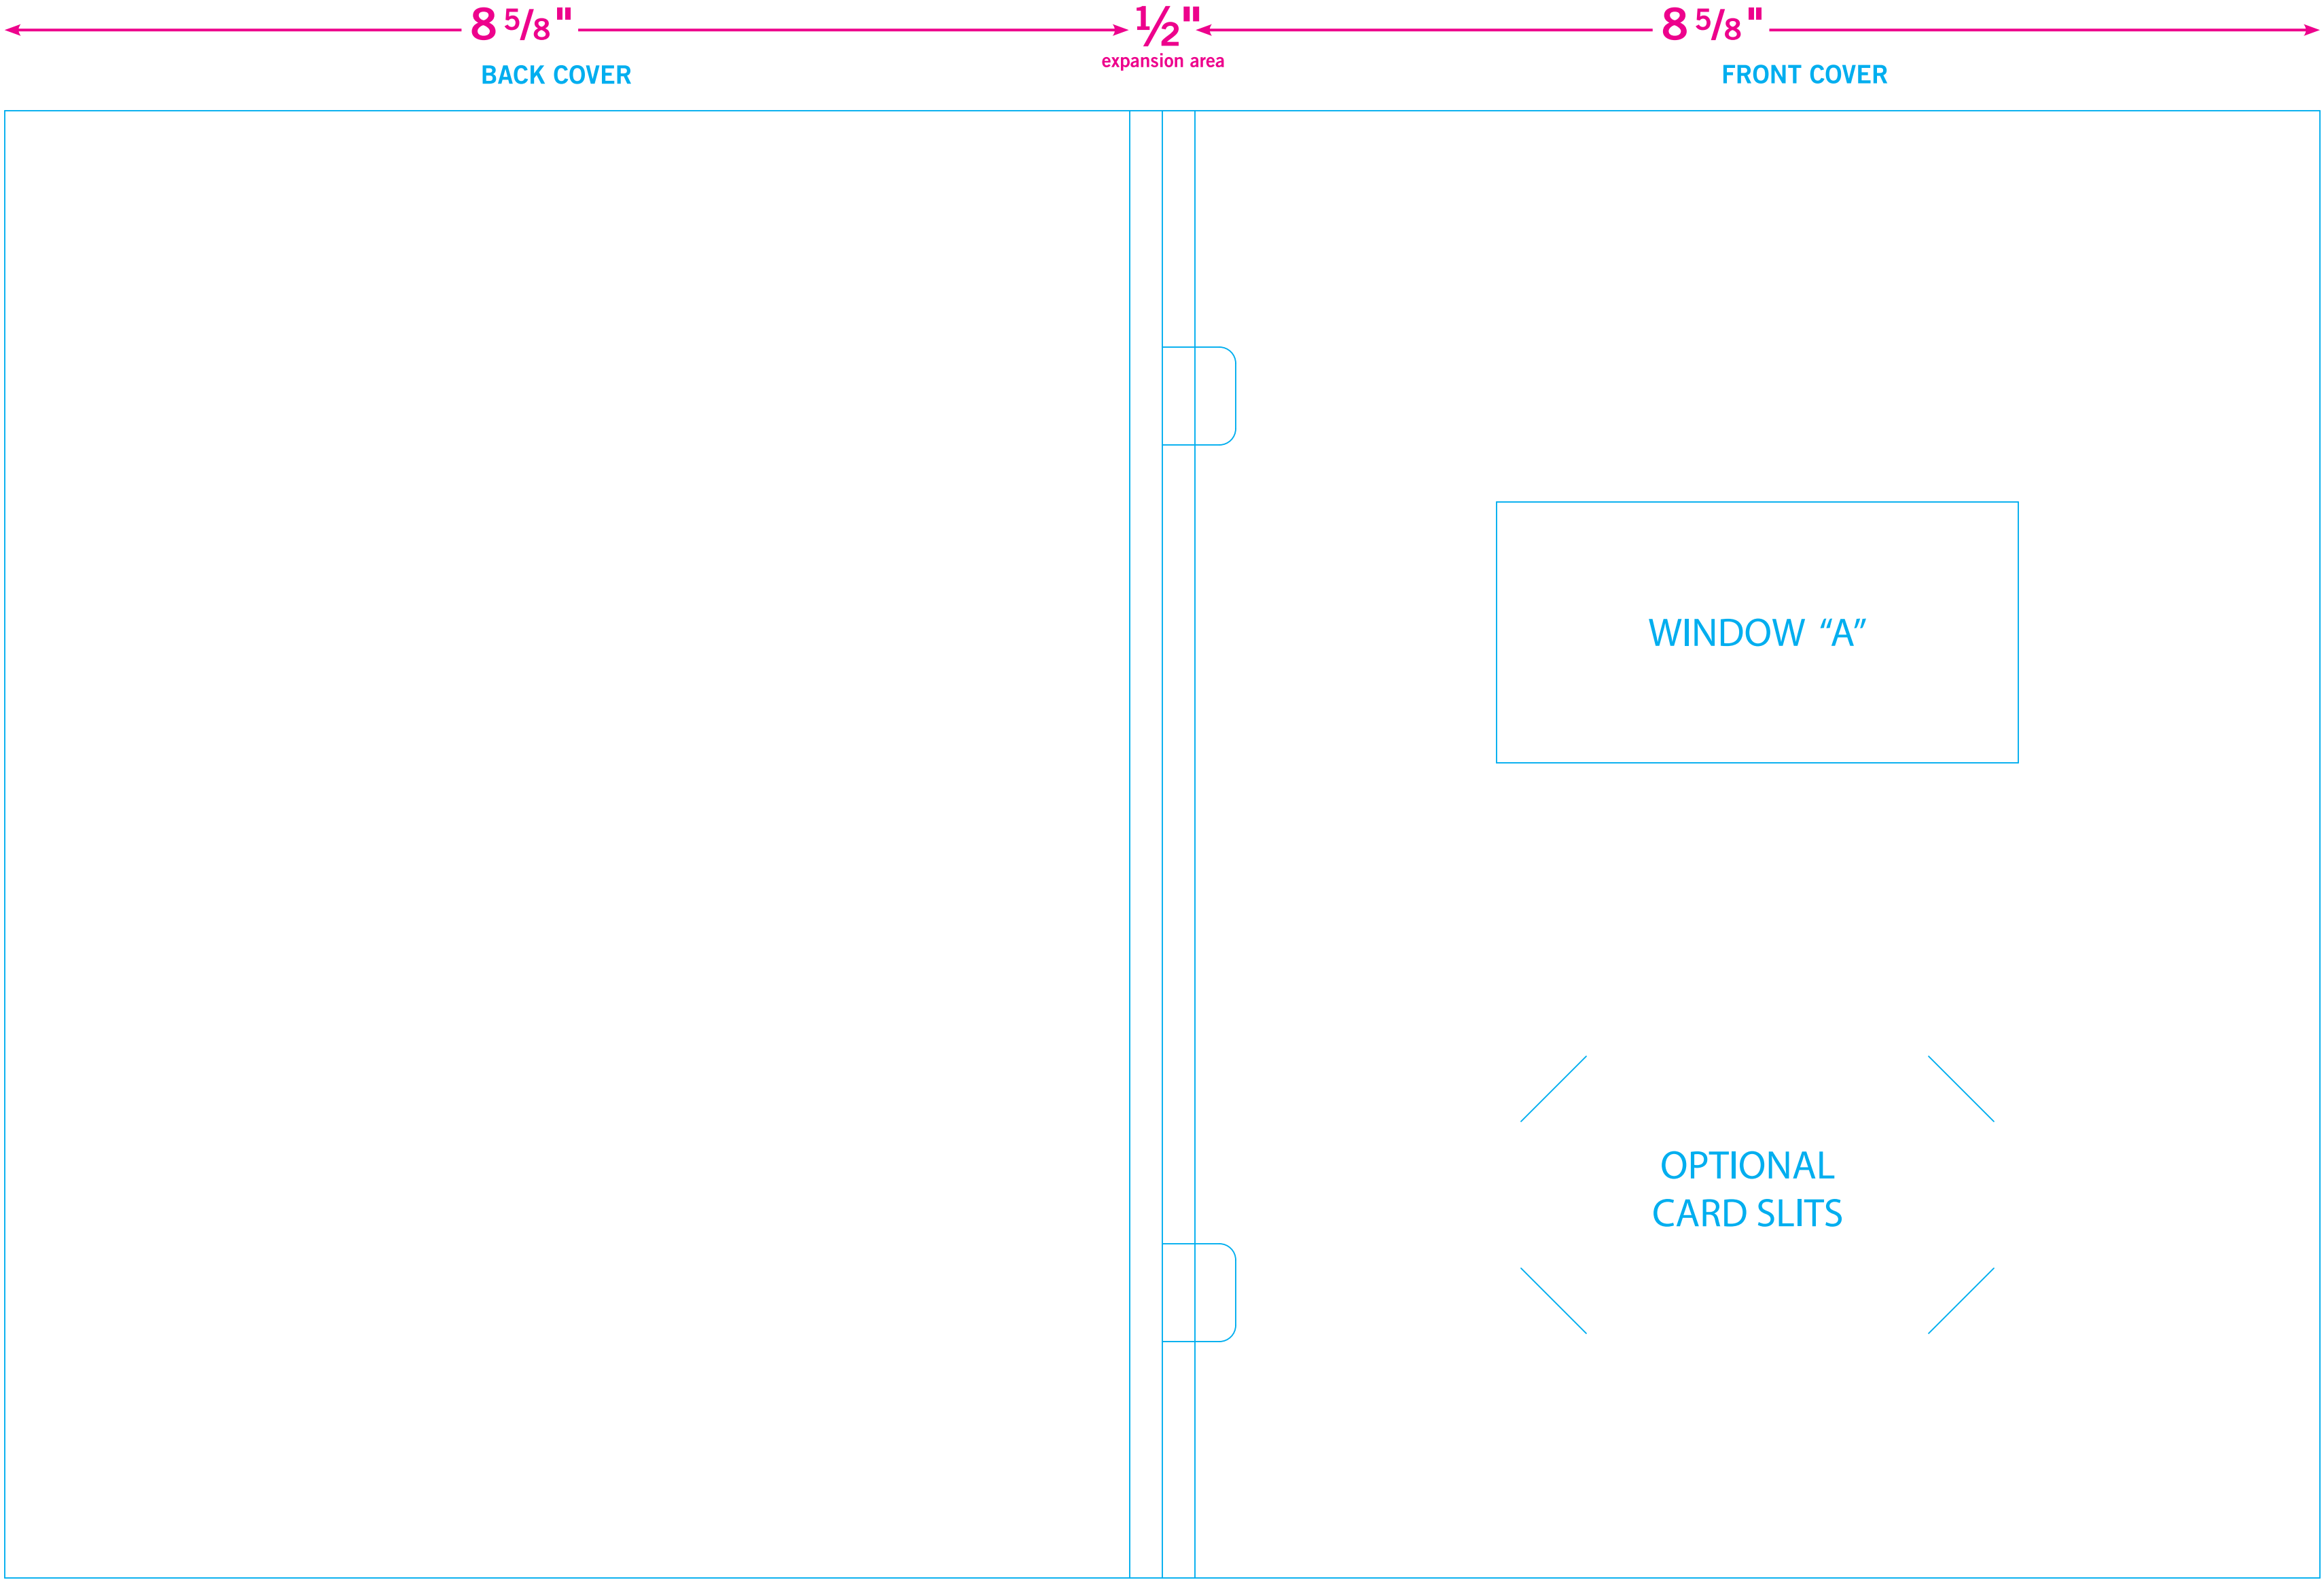 8 5/8" 1/2" 8 5/8"
expansion area
BACK COVER FRONT COVER
WINDOW “A”
OPTIONAL
CARD SLITS